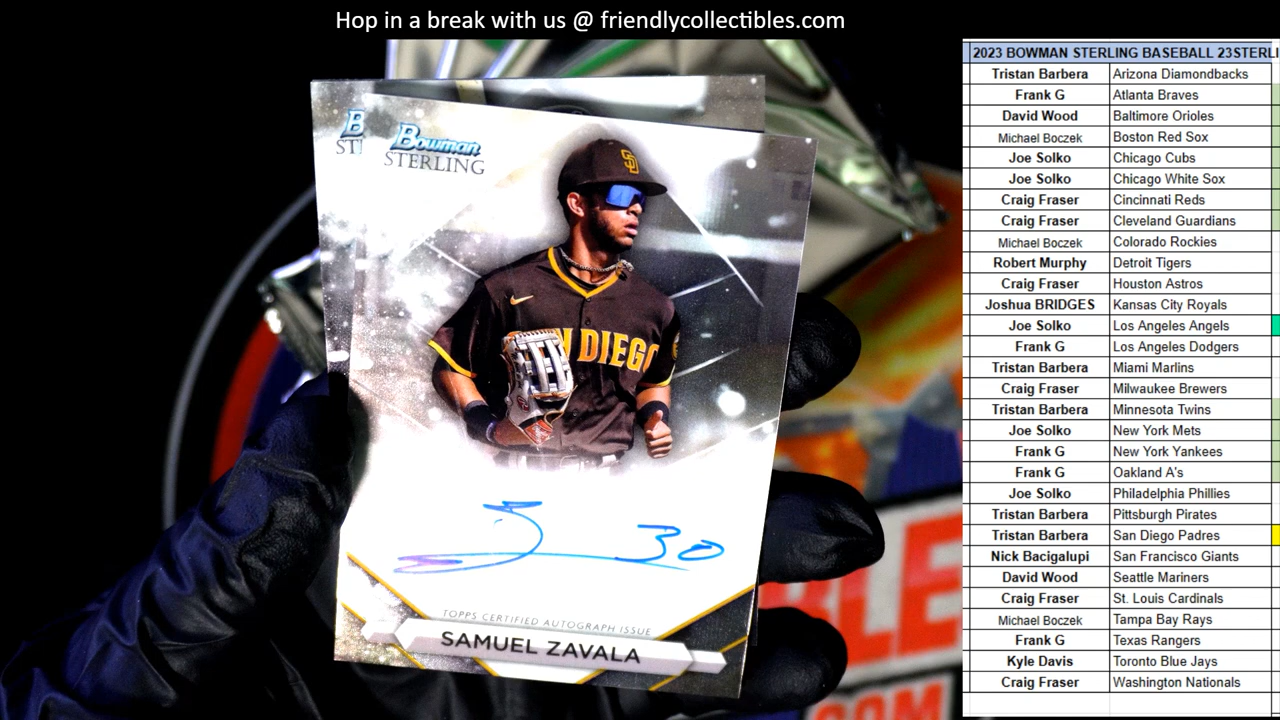 Hop in a break with us @ friendlycollectibles.com
B
ST
Bowman
STERLING
SD
N DIEGO
30
TOPPS CERTIFIED AUTOGRAPH ISSUE
SAMUEL ZAVALA
BLE
.COM
2023 BOWMAN STERLING BASEBALL 23STERLI
Tristan Barbera Arizona Diamondbacks
Frank G Atlanta Braves
David Wood Baltimore Orioles
Michael Boczek Boston Red Sox
Joe Solko Chicago Cubs
Joe Solko Chicago White Sox
Craig Fraser Cincinnati Reds
Craig Fraser Cleveland Guardians
Michael Boczek Colorado Rockies
Robert Murphy Detroit Tigers
Craig Fraser Houston Astros
Joshua BRIDGES Kansas City Royals
Joe Solko Los Angeles Angels
Frank G Los Angeles Dodgers
Tristan Barbera Miami Marlins
Craig Fraser Milwaukee Brewers
Tristan Barbera Minnesota Twins
Joe Solko New York Mets
Frank G New York Yankees
Frank G Oakland A's
Joe Solko Philadelphia Phillies
Tristan Barbera Pittsburgh Pirates
Tristan Barbera San Diego Padres
Nick Bacigalupi San Francisco Giants
David Wood Seattle Mariners
Craig Fraser St. Louis Cardinals
Michael Boczek Tampa Bay Rays
Frank G Texas Rangers
Kyle Davis Toronto Blue Jays
Craig Fraser Washington Nationals